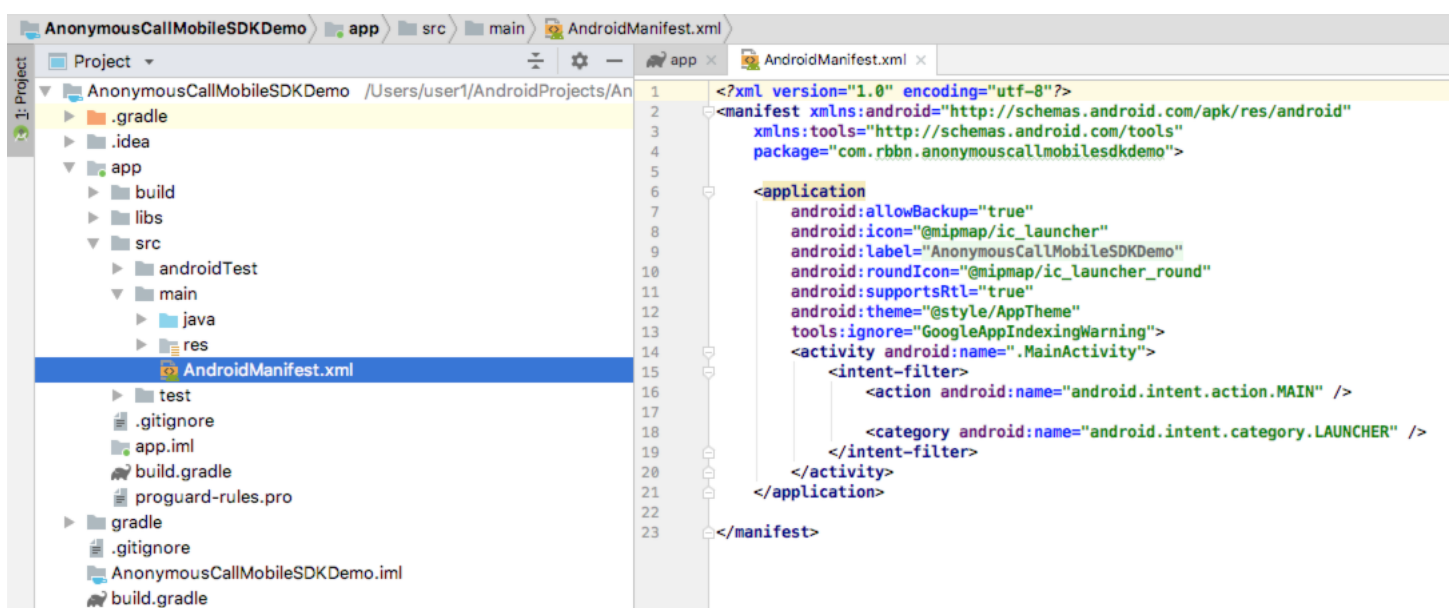 AnonymousCallMobileSDKDemo app src main AndroidManifest.xml
1: Project
Project
AnonymousCallMobileSDKDemo /Users/user1/AndroidProjects/An
.gradle
.idea
app
build
libs
src
androidTest
main
java
res
AndroidManifest.xml
test
.gitignore
app.iml
build.gradle
proguard-rules.pro
gradle
.gitignore
AnonymousCallMobileSDKDemo.iml
build.gradle
app AndroidManifest.xml
1 <?xml version="1.0" encoding="utf-8"?>
2 <manifest xmlns:android="http://schemas.android.com/apk/res/android"
3 xmlns:tools="http://schemas.android.com/tools"
4 package="com.rbbn.anonymouscallmobilesdkdemo">
5
6 <application
7 android:allowBackup="true"
8 android:icon="@mipmap/ic_launcher"
9 android:label="AnonymousCallMobileSDKDemo"
10 android:roundIcon="@mipmap/ic_launcher_round"
11 android:supportsRtl="true"
12 android:theme="@style/AppTheme"
13 tools:ignore="GoogleAppIndexingWarning">
14 <activity android:name=".MainActivity">
15 <intent-filter>
16 <action android:name="android.intent.action.MAIN" />
17
18 <category android:name="android.intent.category.LAUNCHER" />
19 </intent-filter>
20 </activity>
21 </application>
22
23 </manifest>